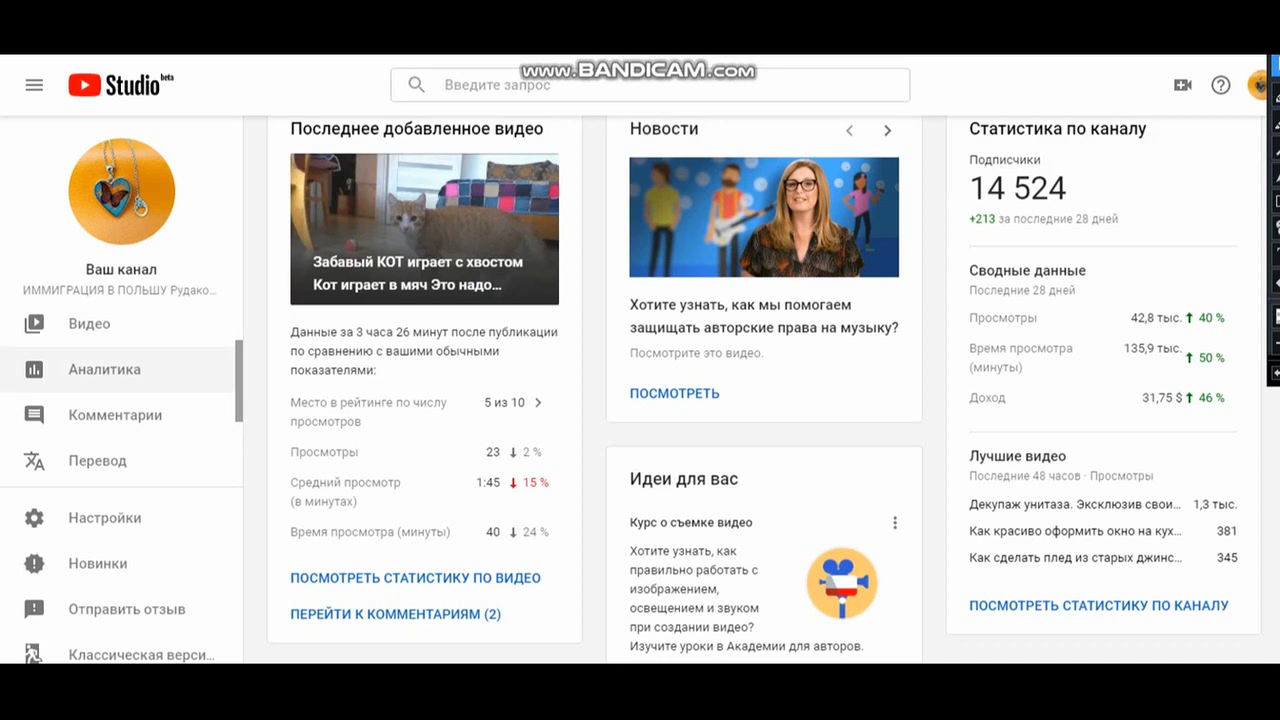 Studio beta
Введите запрос
www.BANDICAM.com
Ваш канал
ИММИГРАЦИЯ В ПОЛЬШУ Рудако...
Видео
Аналитика
Комментарии
Перевод
Настройки
Новинки
Отправить отзыв
Классическая верси...
Последнее добавленное видео
Забавый КОТ играет с хвостом
Кот играет в мяч Это надо...
Данные за 3 часа 26 минут после публикации
по сравнению с вашими обычными
показателями:
Место в рейтинге по числу
просмотров
5 из 10
Просмотры 23 ↓ 2 %
Средний просмотр
(в минутах)
1:45 ↓ 15 %
Время просмотра (минуты) 40 ↓ 24 %
ПОСМОТРЕТЬ СТАТИСТИКУ ПО ВИДЕО
ПЕРЕЙТИ К КОММЕНТАРИЯМ (2)
Новости
Хотите узнать, как мы помогаем
защищать авторские права на музыку?
Посмотрите это видео.
ПОСМОТРЕТЬ
Идеи для вас
Курс о съемке видео
Хотите узнать, как
правильно работать с
изображением,
освещением и звуком
при создании видео?
Изучите уроки в Академии для авторов.
Статистика по каналу
Подписчики
14 524
+213 за последние 28 дней
Сводные данные
Последние 28 дней
Просмотры 42,8 тыс. ↑ 40 %
Время просмотра
(минуты)
135,9 тыс. ↑ 50 %
Доход 31,75 $ ↑ 46 %
Лучшие видео
Последние 48 часов · Просмотры
Декупаж унитаза. Эксклюзив свои... 1,3 тыс.
Как красиво оформить окно на кух... 381
Как сделать плед из старых джинс... 345
ПОСМОТРЕТЬ СТАТИСТИКУ ПО КАНАЛУ